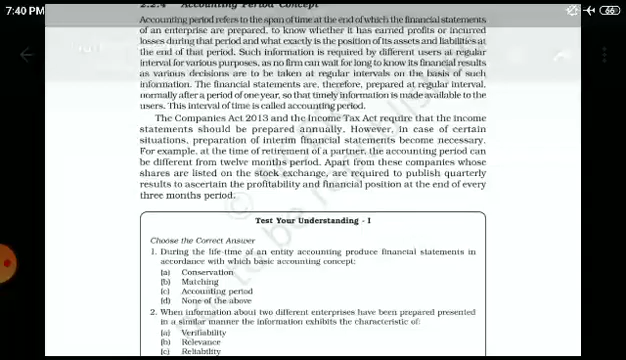 7:40 PM
66
2.2.4 Accounting Period Concept
Accounting period refers to the span of time at the end of which the financial statements
of an enterprise are prepared, to know whether it has earned profits or incurred
losses during that period and what exactly is the position of its assets and liabilities at
the end of that period. Such information is required by different users at regular
interval for various purposes, as no firm can wait for long to know its financial results
as various decisions are to be taken at regular intervals on the basis of such
information. The financial statements are, therefore, prepared at regular interval,
normally after a period of one year, so that timely information is made available to the
users. This interval of time is called accounting period.
The Companies Act 2013 and the Income Tax Act require that the income
statements should be prepared annually. However, in case of certain
situations, preparation of interim financial statements become necessary.
For example, at the time of retirement of a partner, the accounting period can
be different from twelve months period. Apart from these companies whose
shares are listed on the stock exchange, are required to publish quarterly
results to ascertain the profitability and financial position at the end of every
three months period.
Test Your Understanding - I
Choose the Correct Answer
1. During the life-time of an entity accounting produce financial statements in
accordance with which basic accounting concept:
(a) Conservation
(b) Matching
(c) Accounting period
(d) None of the above
2. When information about two different enterprises have been prepared presented
in a similar manner the information exhibits the characteristic of:
(a) Verifiability
(b) Relevance
(c) Reliability